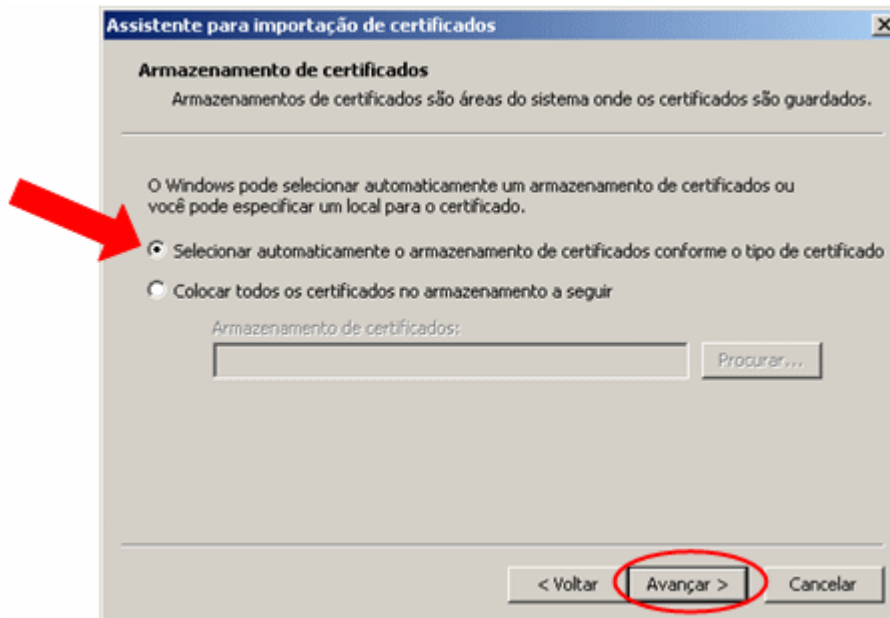 Assistente para importação de certificados
Armazenamento de certificados
Armazenamentos de certificados são áreas do sistema onde os certificados são guardados.
O Windows pode selecionar automaticamente um armazenamento de certificados ou
você pode especificar um local para o certificado.
Selecionar automaticamente o armazenamento de certificados conforme o tipo de certificado
Colocar todos os certificados no armazenamento a seguir
Armazenamento de certificados:
Procurar...
< Voltar Avançar > Cancelar